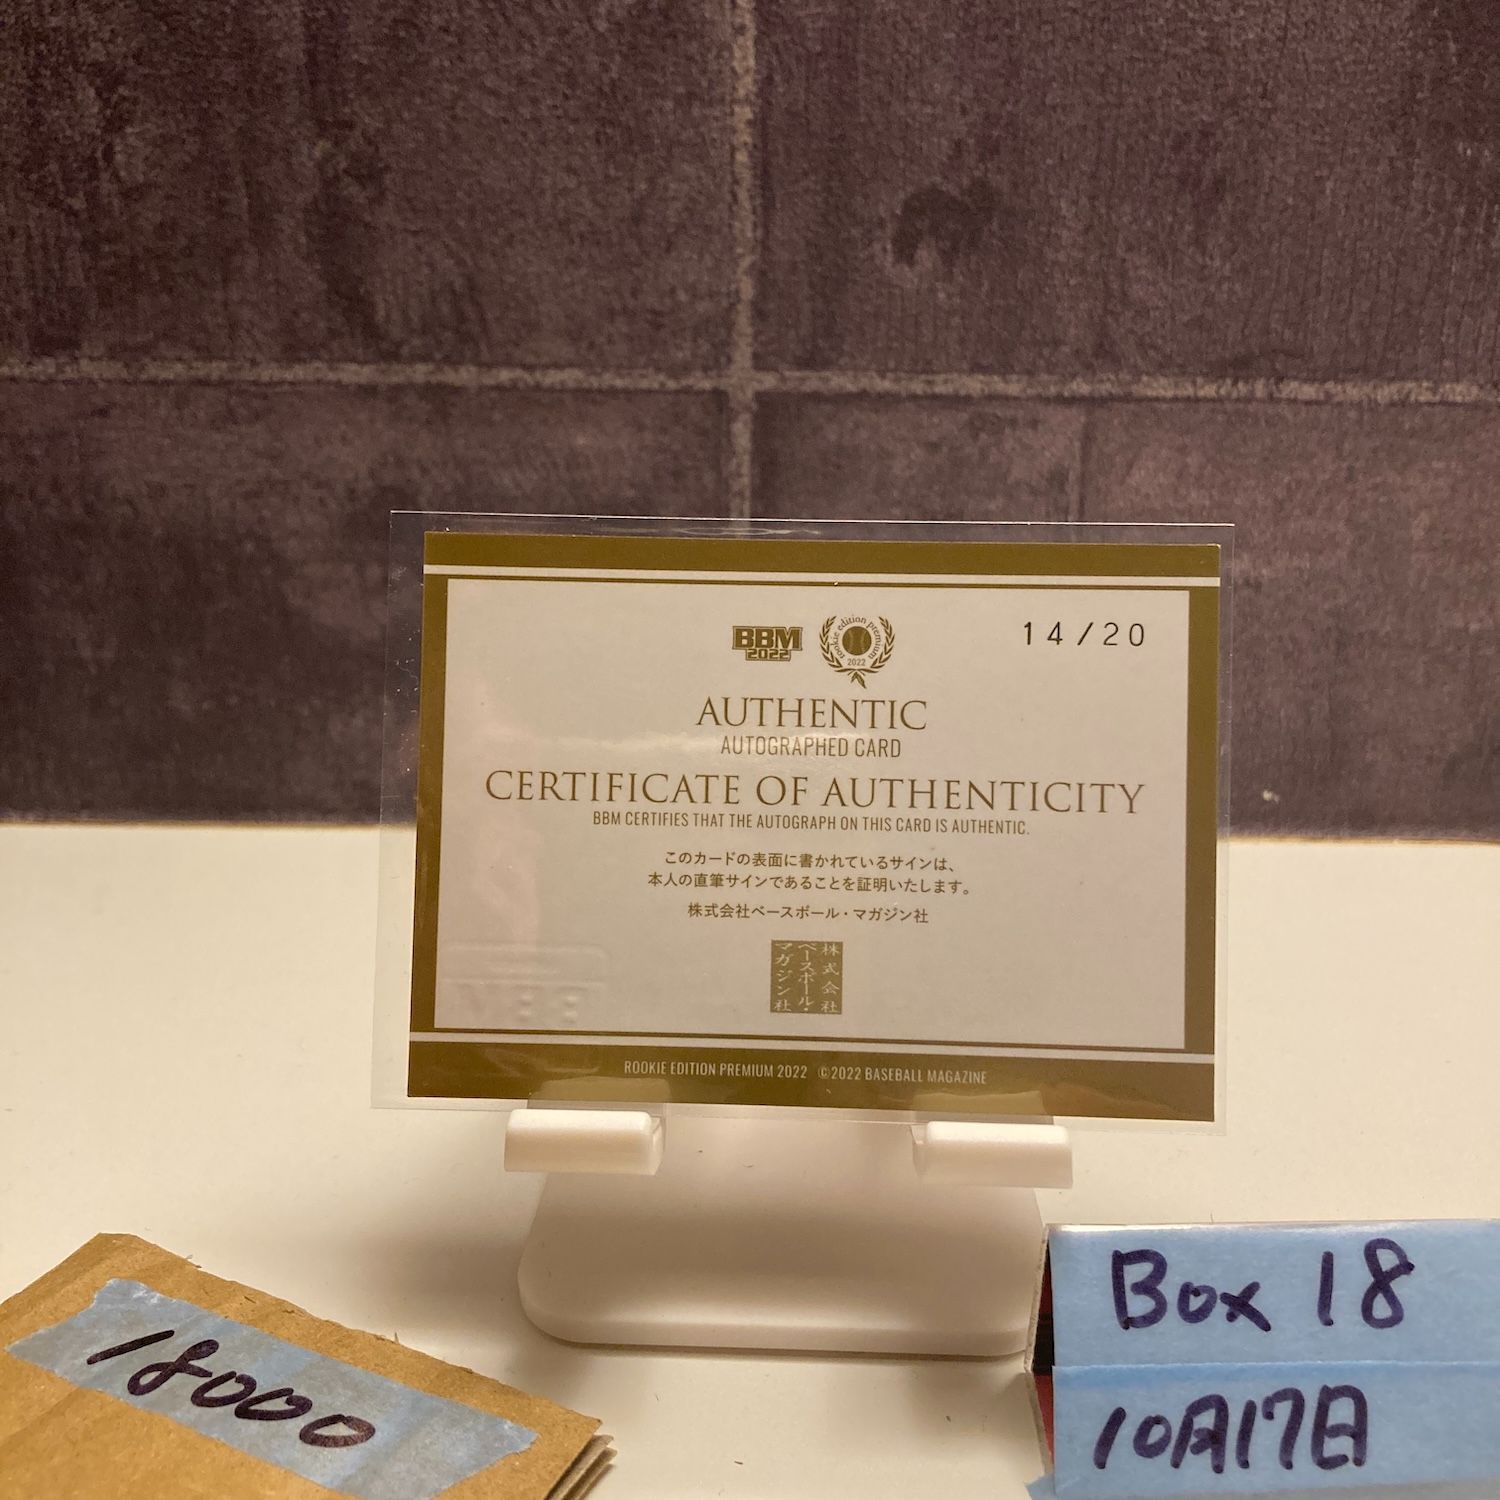 BBM
2022
rookie edition premium
2022
14/20
AUTHENTIC
AUTOGRAPHED CARD
CERTIFICATE OF AUTHENTICITY
BBM CERTIFIES THAT THE AUTOGRAPH ON THIS CARD IS AUTHENTIC.
このカードの表面に書かれているサインは、
本人の直筆サインであることを証明いたします。
株式会社ベースボール・マガジン社
株式会社
ベースボール・
マガジン社
ROOKIE EDITION PREMIUM 2022 ©2022 BASEBALL MAGAZINE
18000
Box 18
10月17日